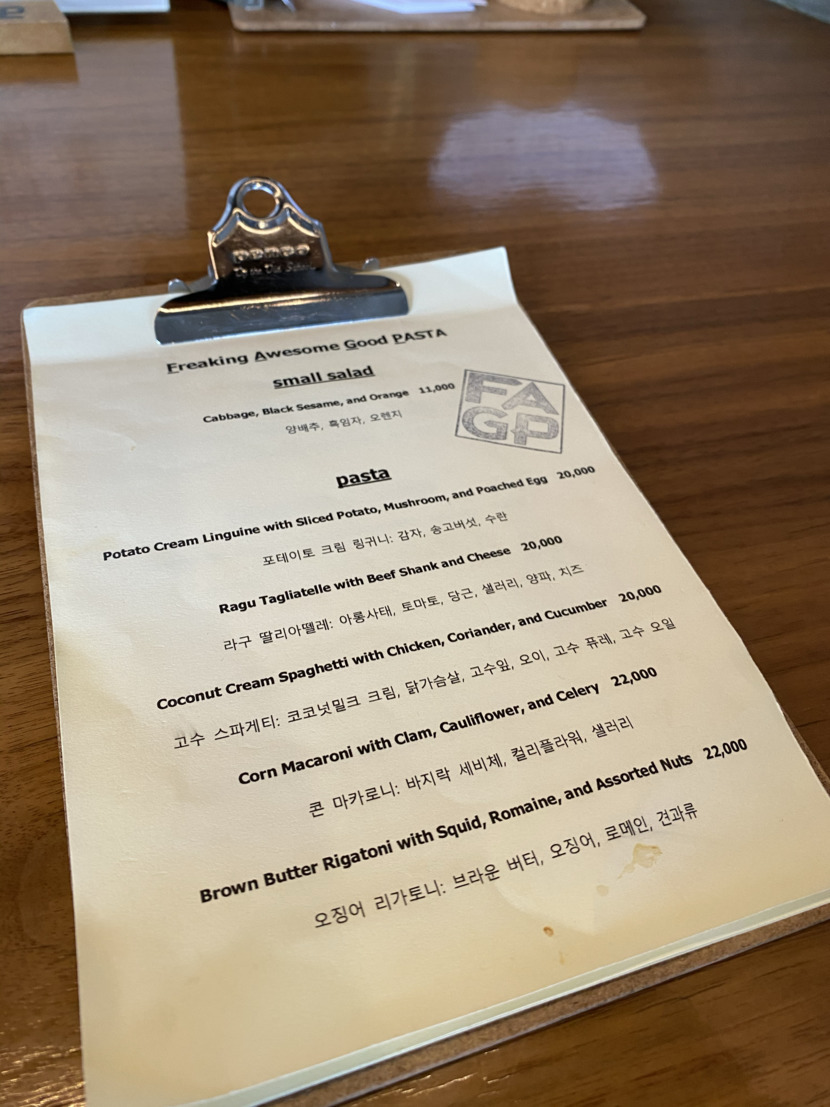 PENCO
Freaking Awesome Good PASTA
small salad
Cabbage, Black Sesame, and Orange 11,000
양배추, 흑임자, 오렌지
FA
GP
pasta
Potato Cream Linguine with Sliced Potato, Mushroom, and Poached Egg 20,000
포테이토 크림 링귀니: 감자, 송고버섯, 수란
Ragu Tagliatelle with Beef Shank and Cheese 20,000
라구 딸리아뗄레: 아롱사태, 토마토, 당근, 샐러리, 양파, 치즈
Coconut Cream Spaghetti with Chicken, Coriander, and Cucumber 20,000
고수 스파게티: 코코넛밀크 크림, 닭가슴살, 고수잎, 오이, 고수 퓨레, 고수 오일
Corn Macaroni with Clam, Cauliflower, and Celery 22,000
콘 마카로니: 바지락 세비체, 컬리플라워, 샐러리
Brown Butter Rigatoni with Squid, Romaine, and Assorted Nuts 22,000
오징어 리가토니: 브라운 버터, 오징어, 로메인, 견과류